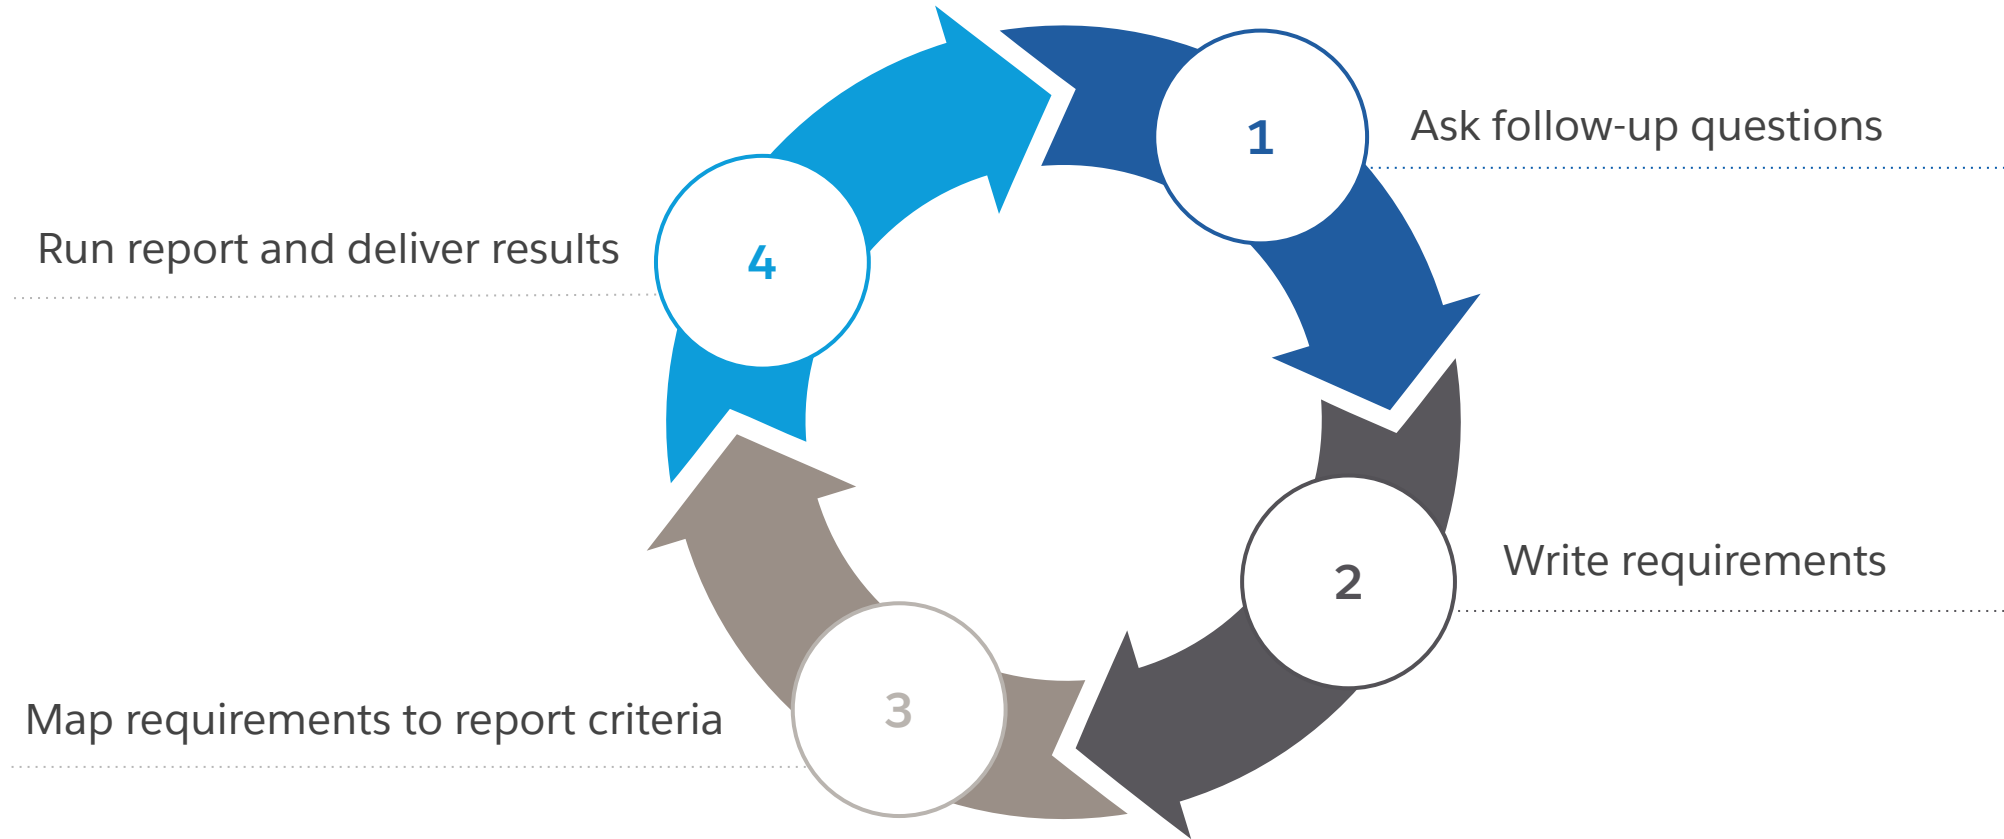 1
Ask follow-up questions
2
Write requirements
3
Map requirements to report criteria
4
Run report and deliver results